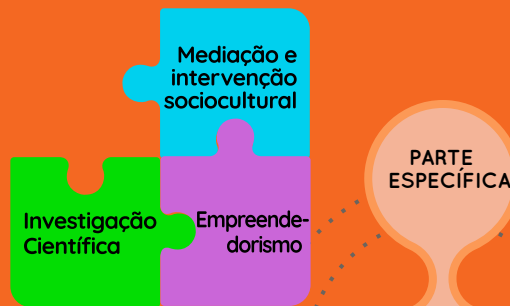 Mediação e
intervenção
sociocultural
Investigação
Científica
Empreende-
dorismo
PARTE
ESPECÍFICA